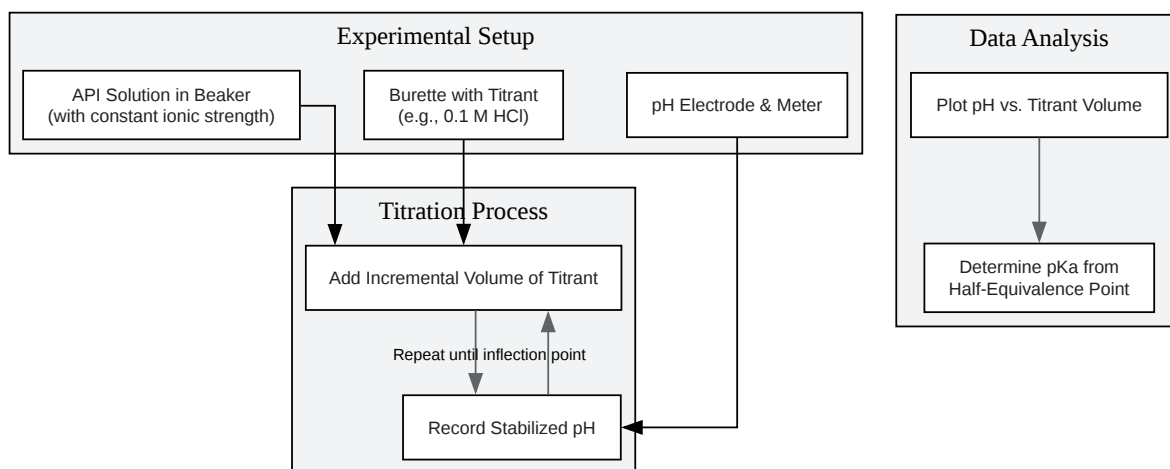 Experimental Setup
API Solution in Beaker
(with constant ionic strength)
Burette with Titrant
(e.g., 0.1 M HCl)
pH Electrode & Meter
Titration Process
Add Incremental Volume of Titrant
Repeat until inflection point
Record Stabilized pH
Data Analysis
Plot pH vs. Titrant Volume
Determine pKa from
Half-Equivalence Point